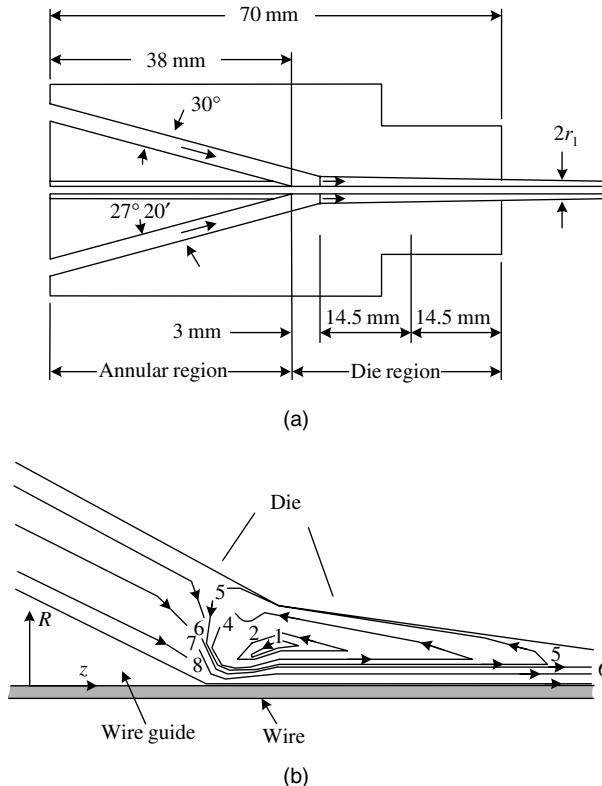 70 mm
38 mm
30°
2r₁
27° 20′
14.5 mm
14.5 mm
3 mm
Annular region
Die region
(a)
Die
5
6
4
7
2
1
8
5
6
R
z
Wire guide
Wire
(b)